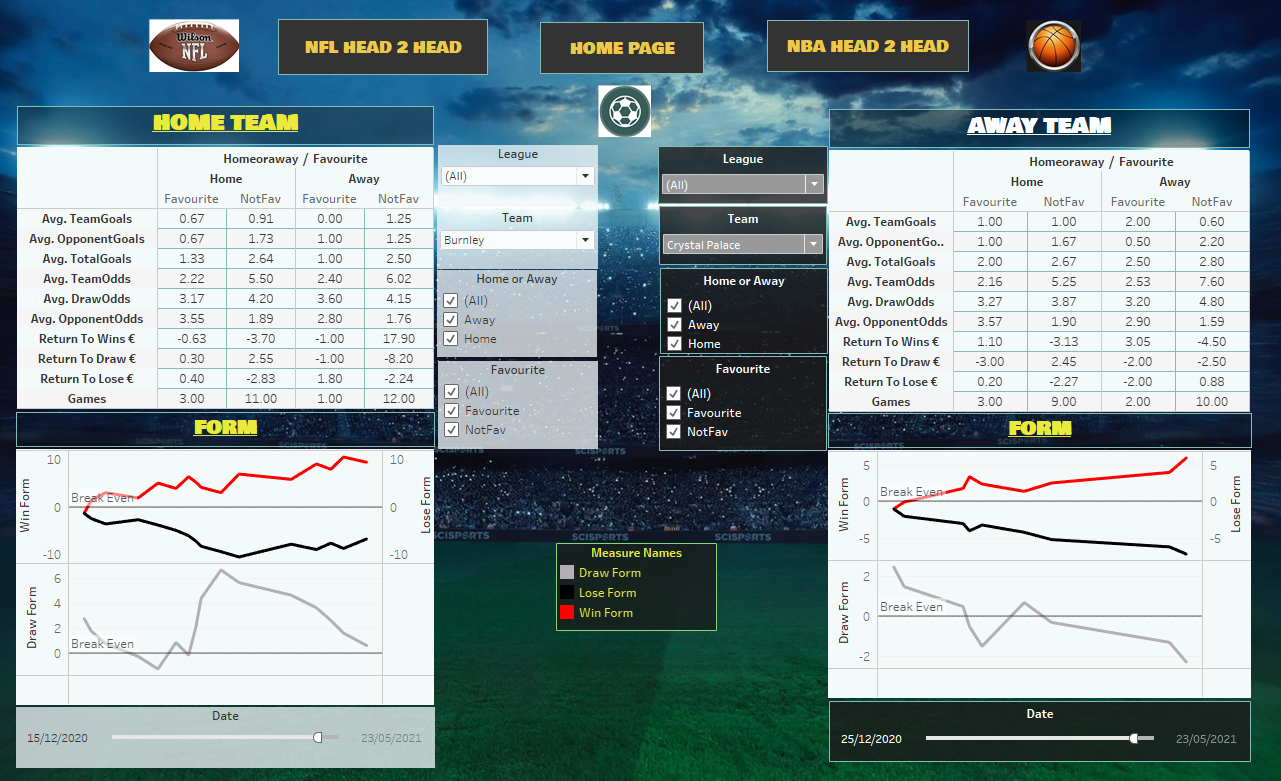 Wilson
NFL
NFL HEAD 2 HEAD
HOME PAGE
NBA HEAD 2 HEAD
HOME TEAM
Homeoraway / Favourite
Home Away
Favourite NotFav Favourite NotFav
Avg. TeamGoals 0.67 0.91 0.00 1.25
Avg. OpponentGoals 0.67 1.73 1.00 1.25
Avg. TotalGoals 1.33 2.64 1.00 2.50
Avg. TeamOdds 2.22 5.50 2.40 6.02
Avg. DrawOdds 3.17 4.20 3.60 4.15
Avg. OpponentOdds 3.55 1.89 2.80 1.76
Return To Wins € -0.63 -3.70 -1.00 17.90
Return To Draw € 0.30 2.55 -1.00 -8.20
Return To Lose € 0.40 -2.83 1.80 -2.24
Games 3.00 11.00 1.00 12.00
FORM
10 10
0 0
-10 -10
Win Form
Lose Form
Break Even
6
4
2
0
Draw Form
Break Even
Date
15/12/2020 23/05/2021
League
(All)
Team
Burnley
Home or Away
(All)
Away
Home
Favourite
(All)
Favourite
NotFav
League
(All)
Team
Crystal Palace
Home or Away
(All)
Away
Home
Favourite
(All)
Favourite
NotFav
SCISPORTS
SCISPORTS
SCISPORTS
SCISPORTS
SCISPORTS
SCISPORTS
Measure Names
Draw Form
Lose Form
Win Form
AWAY TEAM
Homeoraway / Favourite
Home Away
Favourite NotFav Favourite NotFav
Avg. TeamGoals 1.00 1.00 2.00 0.60
Avg. OpponentGo.. 1.00 1.67 0.50 2.20
Avg. TotalGoals 2.00 2.67 2.50 2.80
Avg. TeamOdds 2.16 5.25 2.53 7.60
Avg. DrawOdds 3.27 3.87 3.20 4.80
Avg. OpponentOdds 3.57 1.90 2.90 1.59
Return To Wins € 1.10 -3.13 3.05 -4.50
Return To Draw € -3.00 2.45 -2.00 -2.50
Return To Lose € 0.20 -2.27 -2.00 0.88
Games 3.00 9.00 2.00 10.00
FORM
5 5
0 0
-5 -5
Win Form
Lose Form
Break Even
2
0
-2
Draw Form
Break Even
Date
25/12/2020 23/05/2021